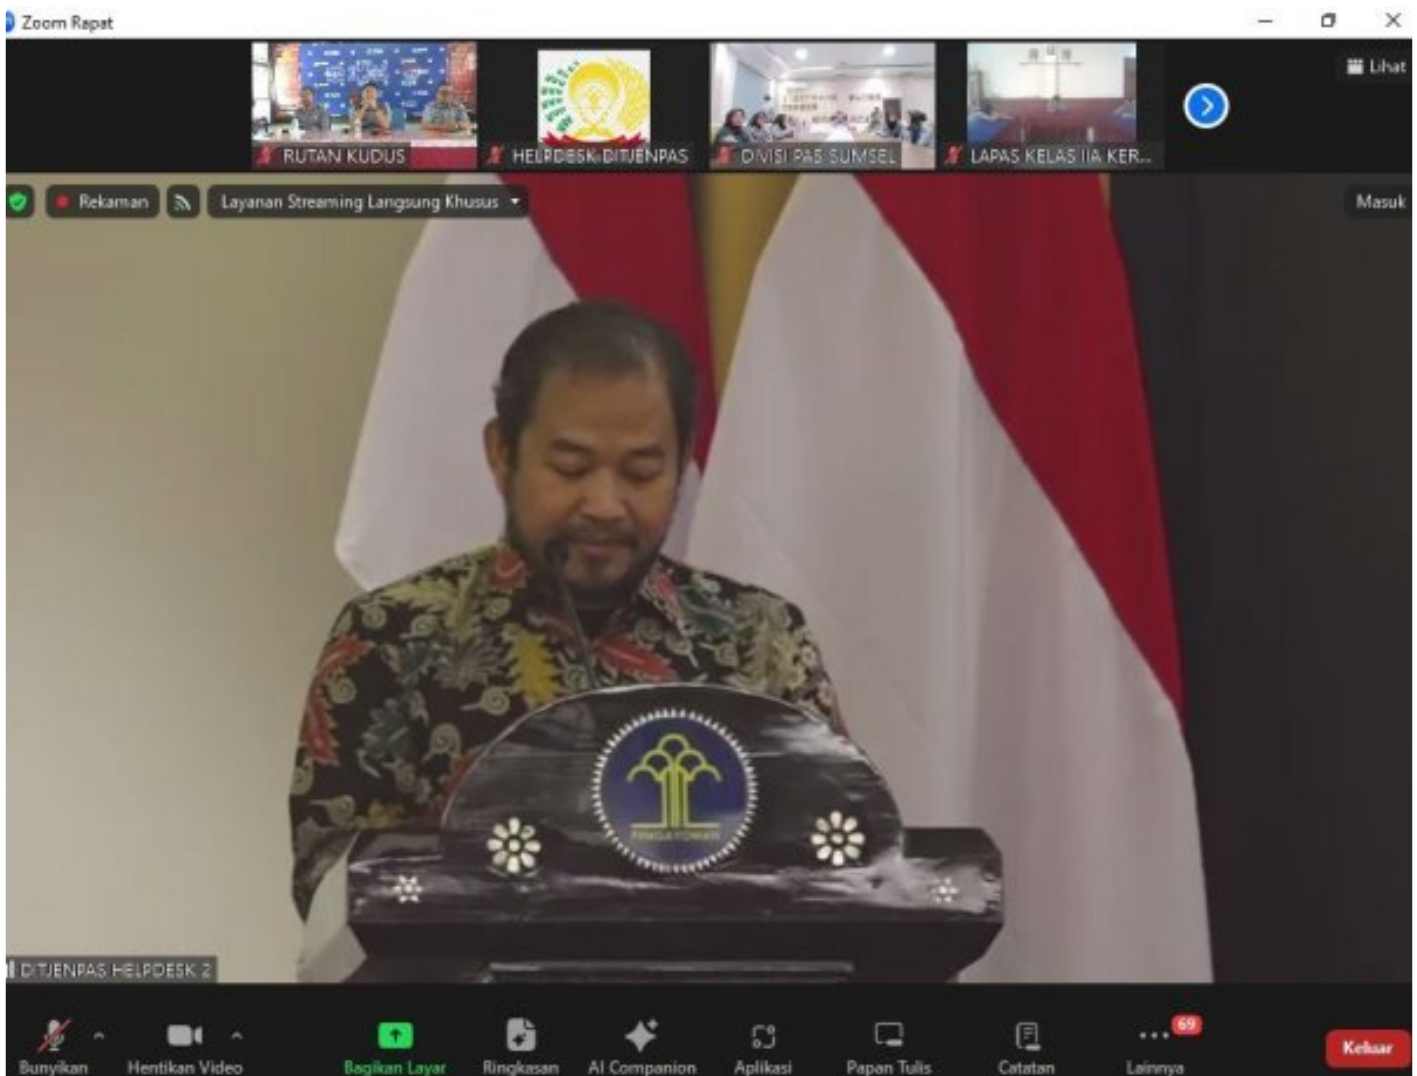 Zoom Rapat
Lihat
RUTAN KUDUS
HELPDESK DITJENPAS
DIVISI PAS SUMSEL
LAPAS KELAS IIA KER...
Rekaman
Layanan Streaming Langsung Khusus
Masuk
PENGAYOMAN
DITJENPAS HELPDESK 2
69
Bunyikan
Hentikan Video
Bagikan Layar
Ringkasan
AI Companion
Aplikasi
Papan Tulis
Catatan
Lainnya
Keluar